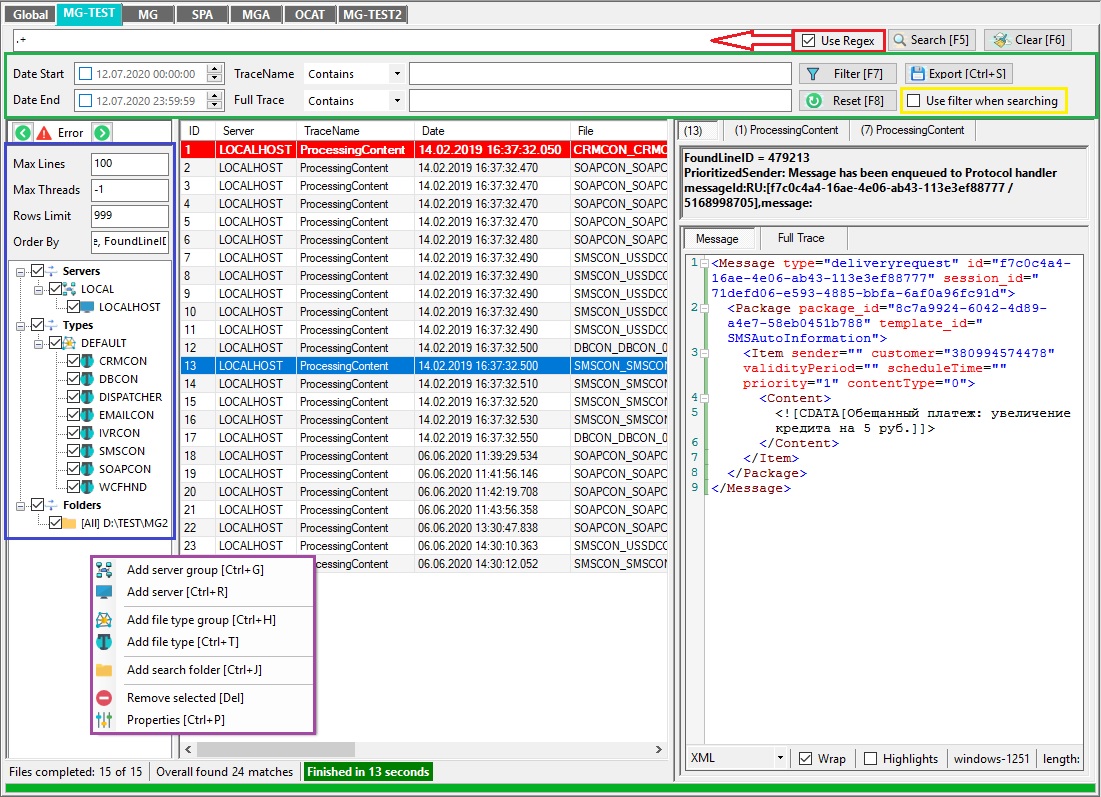 Global MG-TEST MG SPA MGA OCAT MG-TEST2
.+ Use Regex Search [F5] Clear [F6]
Date Start 12.07.2020 00:00:00 TraceName Contains Filter [F7] Export [Ctrl+S]
Date End 12.07.2020 23:59:59 Full Trace Contains Reset [F8] Use filter when searching
Error
Max Lines 100
Max Threads -1
Rows Limit 999
Order By e, FoundLineID
Servers
LOCAL
LOCALHOST
Types
DEFAULT
CRMCON
DBCON
DISPATCHER
EMAILCON
IVRCON
SMSCON
SOAPCON
WCFHND
Folders
[All] D:\TEST\MG2
Add server group [Ctrl+G]
Add server [Ctrl+R]
Add file type group [Ctrl+H]
Add file type [Ctrl+T]
Add search folder [Ctrl+J]
Remove selected [Del]
Properties [Ctrl+P]
ID Server TraceName Date File
1 LOCALHOST ProcessingContent 14.02.2019 16:37:32.050 CRMCON_CRMC
2 LOCALHOST ProcessingContent 14.02.2019 16:37:32.470 SOAPCON_SOAPC
3 LOCALHOST ProcessingContent 14.02.2019 16:37:32.470 SOAPCON_SOAPC
4 LOCALHOST ProcessingContent 14.02.2019 16:37:32.470 SOAPCON_SOAPC
5 LOCALHOST ProcessingContent 14.02.2019 16:37:32.480 SOAPCON_SOAPC
6 LOCALHOST ProcessingContent 14.02.2019 16:37:32.480 SOAPCON_SOAPC
7 LOCALHOST ProcessingContent 14.02.2019 16:37:32.490 SMSCON_USSDCO
8 LOCALHOST ProcessingContent 14.02.2019 16:37:32.490 SMSCON_USSDCO
9 LOCALHOST ProcessingContent 14.02.2019 16:37:32.490 SMSCON_USSDCO
10 LOCALHOST ProcessingContent 14.02.2019 16:37:32.490 SMSCON_USSDCO
11 LOCALHOST ProcessingContent 14.02.2019 16:37:32.490 SMSCON_USSDCO
12 LOCALHOST ProcessingContent 14.02.2019 16:37:32.500 DBCON_DBCON_0
13 LOCALHOST ProcessingContent 14.02.2019 16:37:32.500 SMSCON_SMSCO
14 LOCALHOST ProcessingContent 14.02.2019 16:37:32.510 SMSCON_SMSCO
15 LOCALHOST ProcessingContent 14.02.2019 16:37:32.520 SMSCON_SMSCO
16 LOCALHOST ProcessingContent 14.02.2019 16:37:32.530 SMSCON_SMSCO
17 LOCALHOST ProcessingContent 14.02.2019 16:37:32.550 DBCON_DBCON_0
18 LOCALHOST ProcessingContent 06.06.2020 11:39:29.534 SOAPCON_SOAPC
19 LOCALHOST ProcessingContent 06.06.2020 11:41:56.146 SOAPCON_SOAPC
20 LOCALHOST ProcessingContent 06.06.2020 11:42:19.708 SOAPCON_SOAPC
21 LOCALHOST ProcessingContent 06.06.2020 11:43:56.358 SOAPCON_SOAPC
22 LOCALHOST ProcessingContent 06.06.2020 13:30:47.838 SOAPCON_SOAPC
23 LOCALHOST ProcessingContent 06.06.2020 14:30:10.363 SMSCON_USSDCO
cessingContent 06.06.2020 14:30:12.052 SMSCON_SMSCO
(13) (1) ProcessingContent (7) ProcessingContent
FoundLineID = 479213
PrioritizedSender: Message has been enqueued to Protocol handler
messageId:RU:[f7c0c4a4-16ae-4e06-ab43-113e3ef88777 /
5168998705],message:
Message Full Trace
1 <Message type="deliveryrequest" id="f7c0c4a4-
16ae-4e06-ab43-113e3ef88777" session_id="
71defd06-e593-4885-bbfa-6af0a96fc91d">
2 <Package package_id="8c7a9924-6042-4d89-
a4e7-58eb0451b788" template_id="
SMSAutoInformation">
3 <Item sender="" customer="380994574478"
validityPeriod="" scheduleTime=""
priority="1" contentType="0">
4 <Content>
5 <![CDATA[Обещанный платеж: увеличение
кредита на 5 руб.]]>
6 </Content>
7 </Item>
8 </Package>
9 </Message>
XML Wrap Highlights windows-1251 length:
Files completed: 15 of 15 Overall found 24 matches Finished in 13 seconds